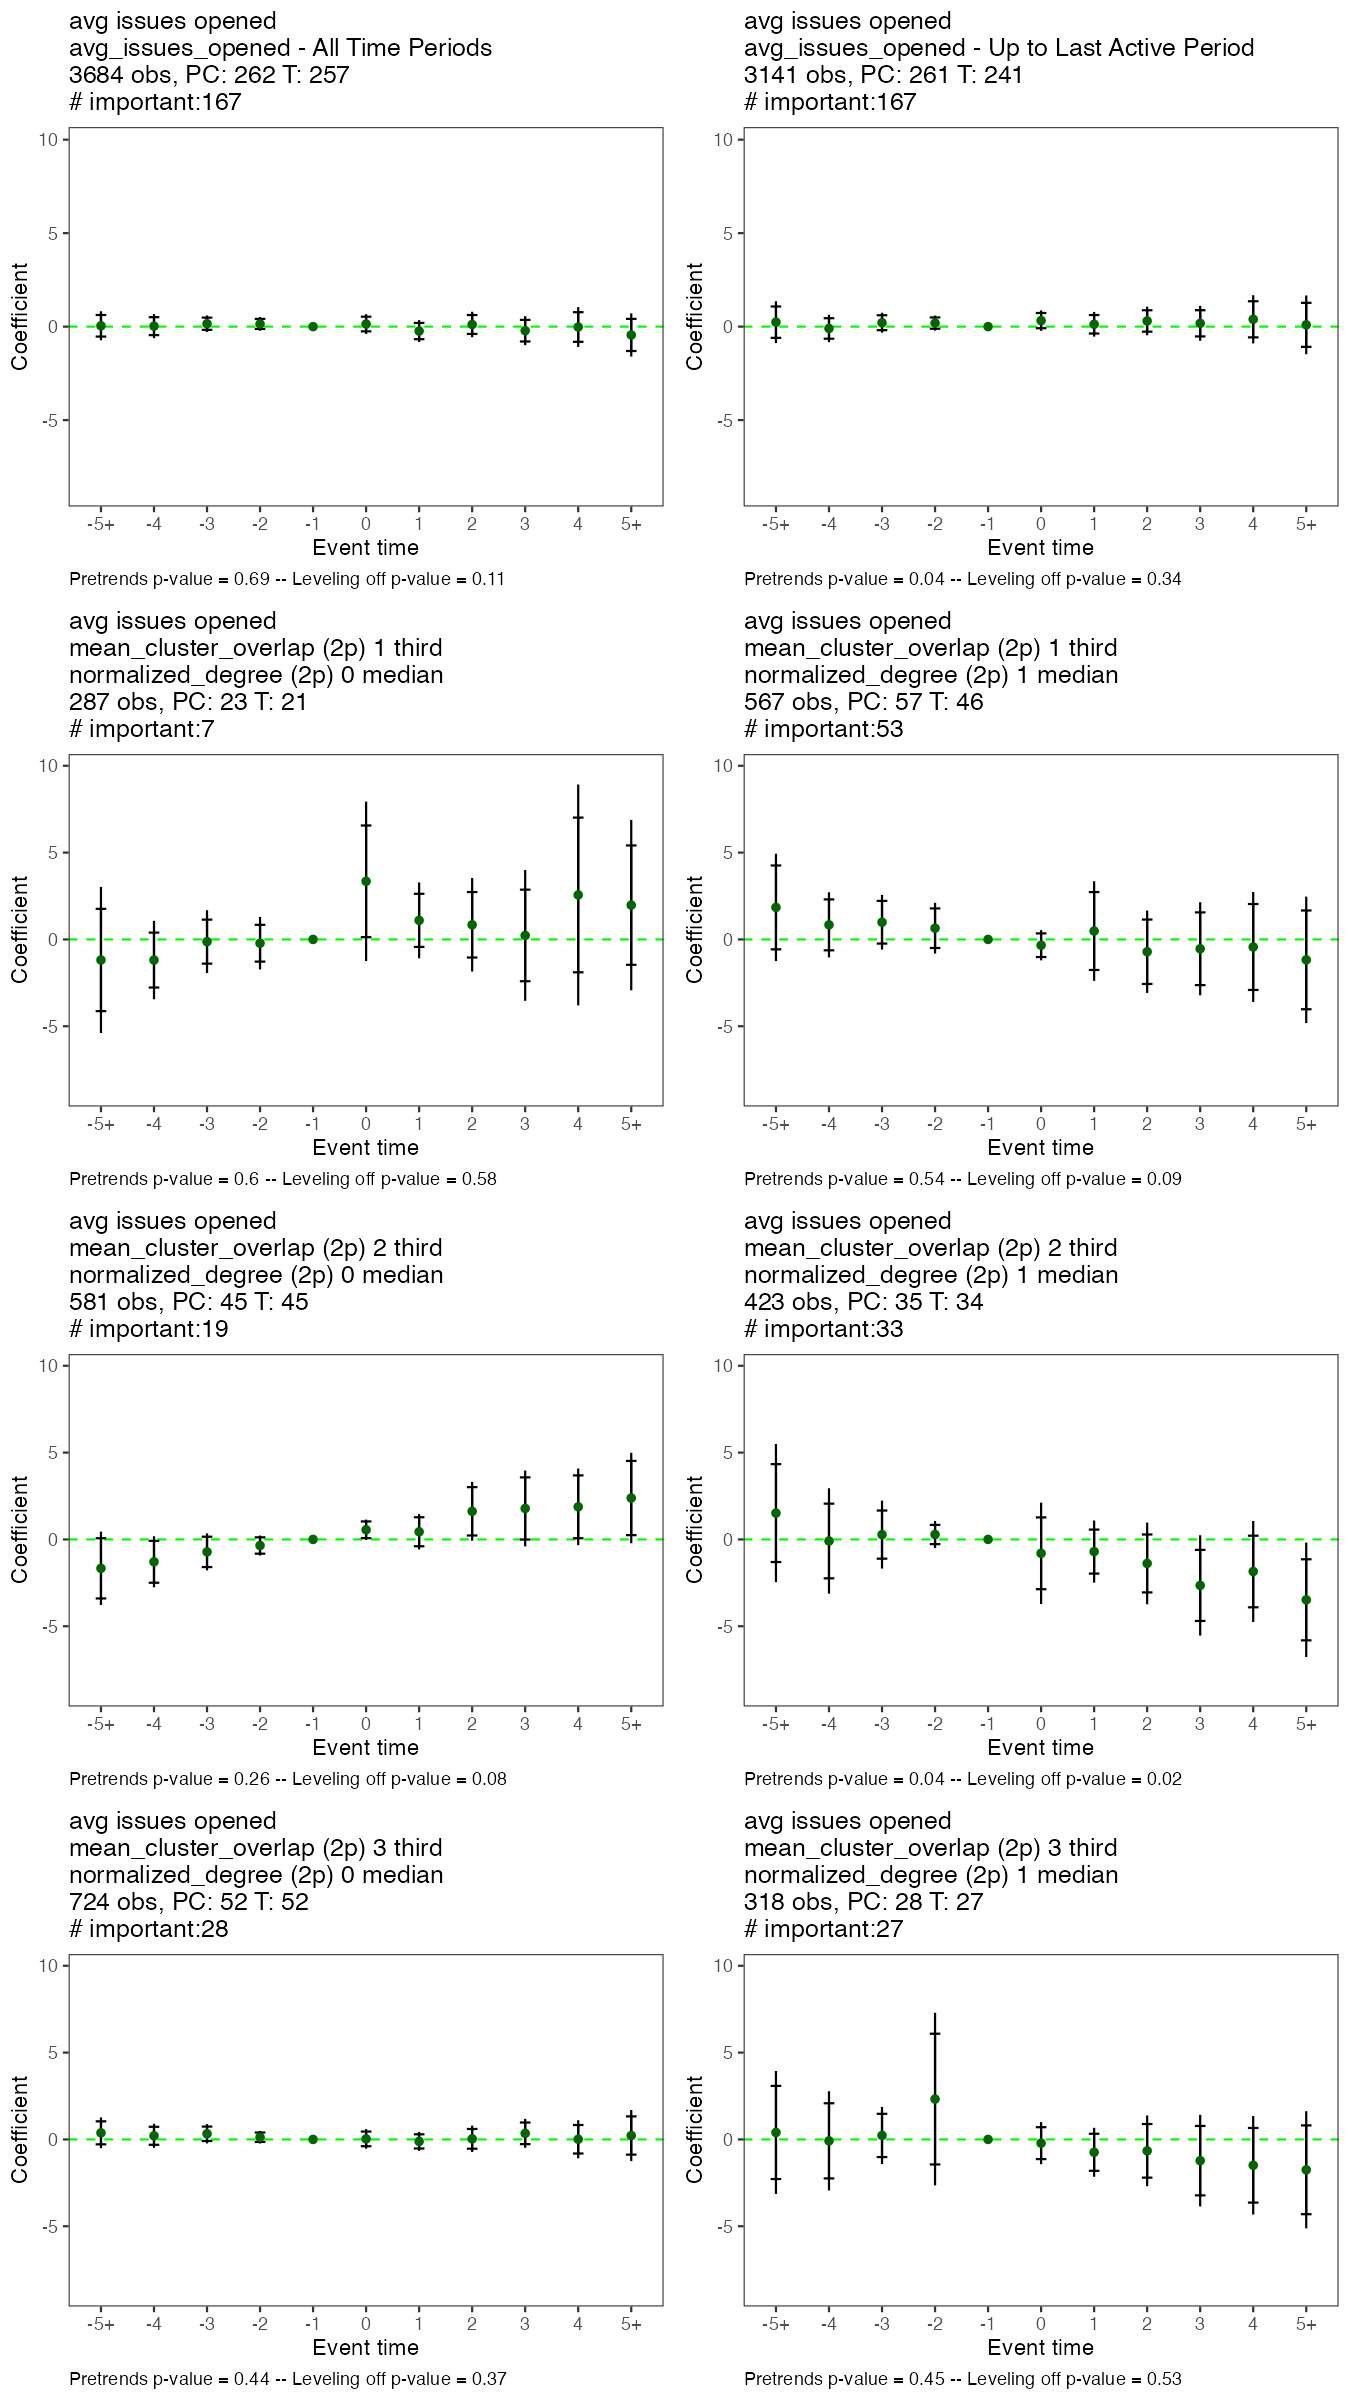 avg issues opened
avg_issues_opened - All Time Periods
3684 obs, PC: 262 T: 257
# important:167
10
5
0
-5
Coefficient
-5+ -4 -3 -2 -1 0 1 2 3 4 5+
Event time
Pretrends p-value = 0.69 -- Leveling off p-value = 0.11
avg issues opened
avg_issues_opened - Up to Last Active Period
3141 obs, PC: 261 T: 241
# important:167
10
5
0
-5
Coefficient
-5+ -4 -3 -2 -1 0 1 2 3 4 5+
Event time
Pretrends p-value = 0.04 -- Leveling off p-value = 0.34
avg issues opened
mean_cluster_overlap (2p) 1 third
normalized_degree (2p) 0 median
287 obs, PC: 23 T: 21
# important:7
10
5
0
-5
Coefficient
-5+ -4 -3 -2 -1 0 1 2 3 4 5+
Event time
Pretrends p-value = 0.6 -- Leveling off p-value = 0.58
avg issues opened
mean_cluster_overlap (2p) 1 third
normalized_degree (2p) 1 median
567 obs, PC: 57 T: 46
# important:53
10
5
0
-5
Coefficient
-5+ -4 -3 -2 -1 0 1 2 3 4 5+
Event time
Pretrends p-value = 0.54 -- Leveling off p-value = 0.09
avg issues opened
mean_cluster_overlap (2p) 2 third
normalized_degree (2p) 0 median
581 obs, PC: 45 T: 45
# important:19
10
5
0
-5
Coefficient
-5+ -4 -3 -2 -1 0 1 2 3 4 5+
Event time
Pretrends p-value = 0.26 -- Leveling off p-value = 0.08
avg issues opened
mean_cluster_overlap (2p) 2 third
normalized_degree (2p) 1 median
423 obs, PC: 35 T: 34
# important:33
10
5
0
-5
Coefficient
-5+ -4 -3 -2 -1 0 1 2 3 4 5+
Event time
Pretrends p-value = 0.04 -- Leveling off p-value = 0.02
avg issues opened
mean_cluster_overlap (2p) 3 third
normalized_degree (2p) 0 median
724 obs, PC: 52 T: 52
# important:28
10
5
0
-5
Coefficient
-5+ -4 -3 -2 -1 0 1 2 3 4 5+
Event time
Pretrends p-value = 0.44 -- Leveling off p-value = 0.37
avg issues opened
mean_cluster_overlap (2p) 3 third
normalized_degree (2p) 1 median
318 obs, PC: 28 T: 27
# important:27
10
5
0
-5
Coefficient
-5+ -4 -3 -2 -1 0 1 2 3 4 5+
Event time
Pretrends p-value = 0.45 -- Leveling off p-value = 0.53